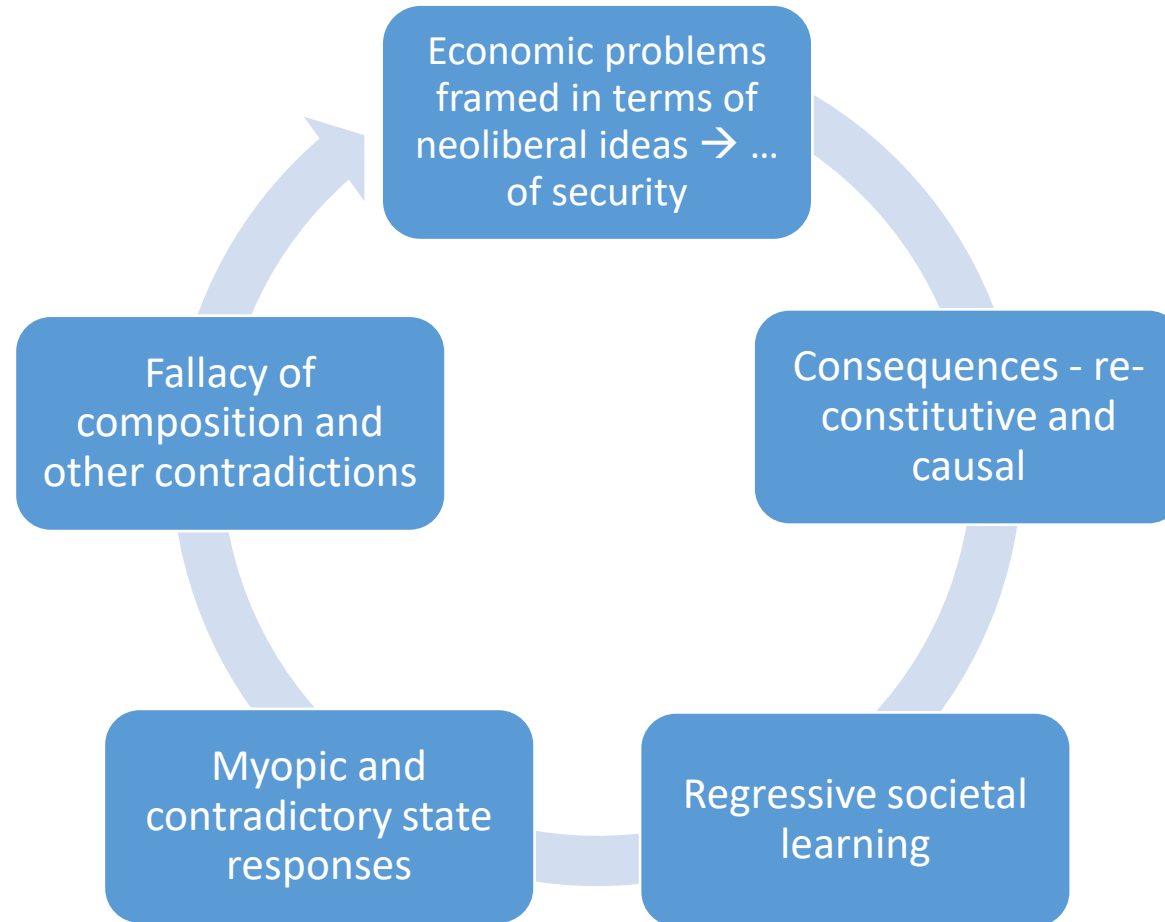 Economic problems
framed in terms of
neoliberal ideas → ...
of security
Consequences - re-
constitutive and
causal
Regressive societal
learning
Myopic and
contradictory state
responses
Fallacy of
composition and
other contradictions